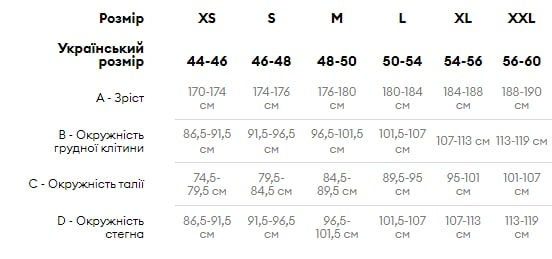 Розмір XS S M L XL XXL
Український розмір 44-46 46-48 48-50 50-54 54-56 56-60
A - Зріст 170-174 см 174-176 см 176-180 см 180-184 см 184-188 см 188-190 см
B - Окружність грудної клітини 86,5-91,5 см 91,5-96,5 см 96,5-101,5 см 101,5-107 см 107-113 см 113-119 см
C - Окружність талії 74,5-79,5 см 79,5-84,5 см 84,5-89,5 см 89,5-95 см 95-101 см 101-107 см
D - Окружність стегна 86,5-91,5 см 91,5-96,5 см 96,5-101,5 см 101,5-107 см 107-113 см 113-119 см